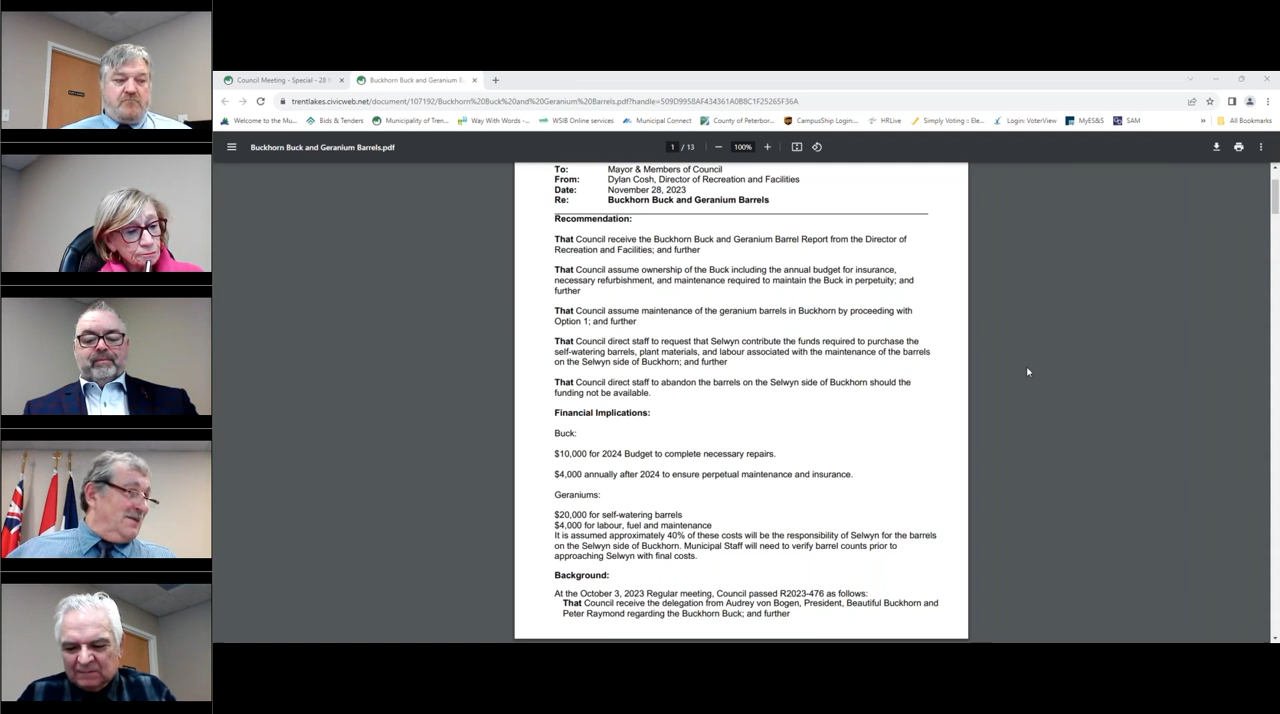 Council Meeting - Special - 28
Buckhorn Buck and Geranium B
trentlakes.civicweb.net/document/107192/Buckhorn%20Buck%20and%20Geranium%20Barrels.pdf?handle=509D9958AF434361A0B8C1F25265F36A
Welcome to the Mu... Bids & Tenders Municipality of Tren... Way With Words -... WSIB Online services Municipal Connect County of Peterbor... CampusShip Login:... HRLive Simply Voting :: Ele... Login: VoterView MyES&S SAM » All Bookmarks
Buckhorn Buck and Geranium Barrels.pdf 1 / 13 100%
To: Mayor & Members of Council
From: Dylan Cosh, Director of Recreation and Facilities
Date: November 28, 2023
Re: Buckhorn Buck and Geranium Barrels
Recommendation:
That Council receive the Buckhorn Buck and Geranium Barrel Report from the Director of
Recreation and Facilities; and further
That Council assume ownership of the Buck including the annual budget for insurance,
necessary refurbishment, and maintenance required to maintain the Buck in perpetuity; and
further
That Council assume maintenance of the geranium barrels in Buckhorn by proceeding with
Option 1; and further
That Council direct staff to request that Selwyn contribute the funds required to purchase the
self-watering barrels, plant materials, and labour associated with the maintenance of the barrels
on the Selwyn side of Buckhorn; and further
That Council direct staff to abandon the barrels on the Selwyn side of Buckhorn should the
funding not be available.
Financial Implications:
Buck:
$10,000 for 2024 Budget to complete necessary repairs.
$4,000 annually after 2024 to ensure perpetual maintenance and insurance.
Geraniums:
$20,000 for self-watering barrels
$4,000 for labour, fuel and maintenance
It is assumed approximately 40% of these costs will be the responsibility of Selwyn for the barrels
on the Selwyn side of Buckhorn. Municipal Staff will need to verify barrel counts prior to
approaching Selwyn with final costs.
Background:
At the October 3, 2023 Regular meeting, Council passed R2023-476 as follows:
That Council receive the delegation from Audrey von Bogen, President, Beautiful Buckhorn and
Peter Raymond regarding the Buckhorn Buck; and further